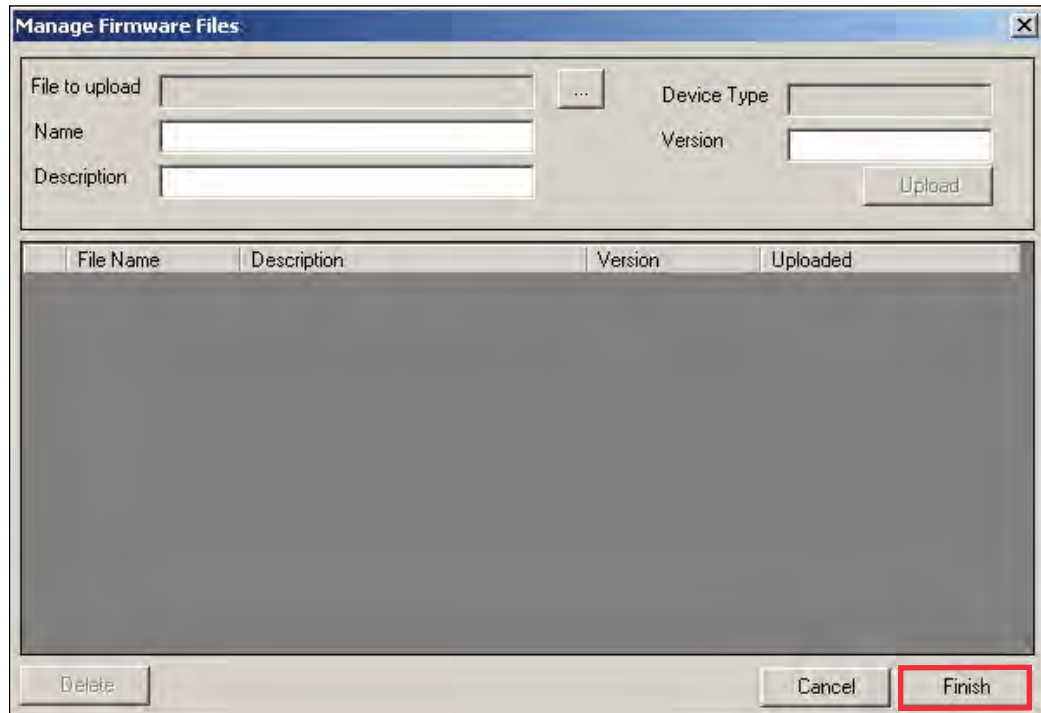 Manage Firmware Files
File to upload
...
Device Type
Name
Version
Description
Upload
File Name Description Version Uploaded
Delete Cancel Finish